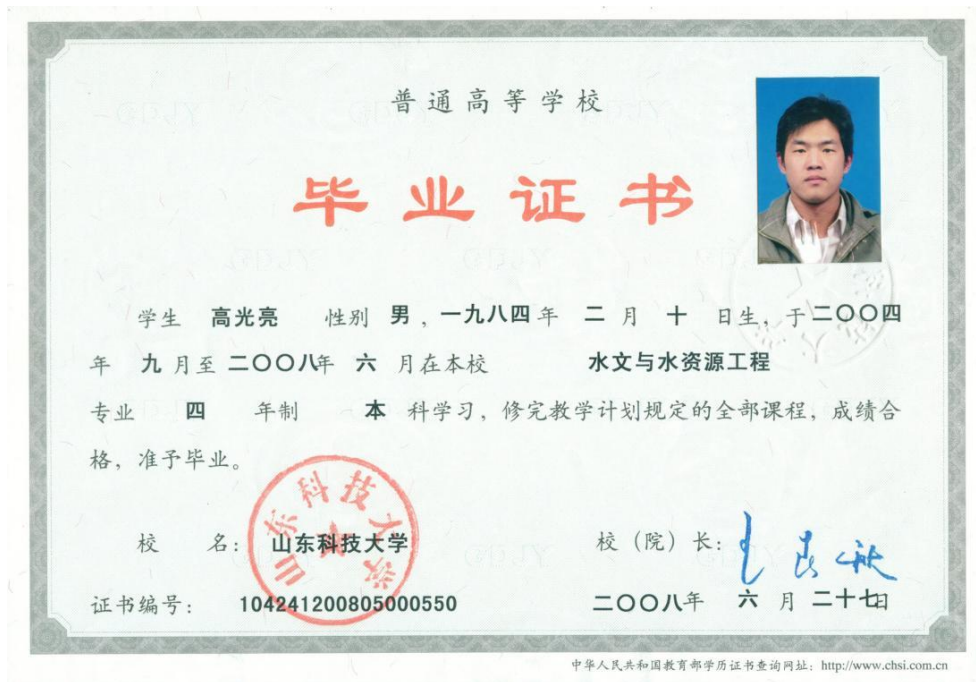 普通高等学校
毕业证书
学生 高光亮 性别 男，一九八四年 二 月 十 日生，于二〇〇四
年 九 月至 二〇〇八年 六 月在本校 水文与水资源工程
专业 四 年制 本 科学习，修完教学计划规定的全部课程，成绩合
格，准予毕业。
山东科技大学
校 名： 山东科技大学 校（院）长：
证书编号： 104241200805000550 二〇〇八年 六 月 二十七日
中华人民共和国教育部学历证书查询网址：http://www.chsi.com.cn